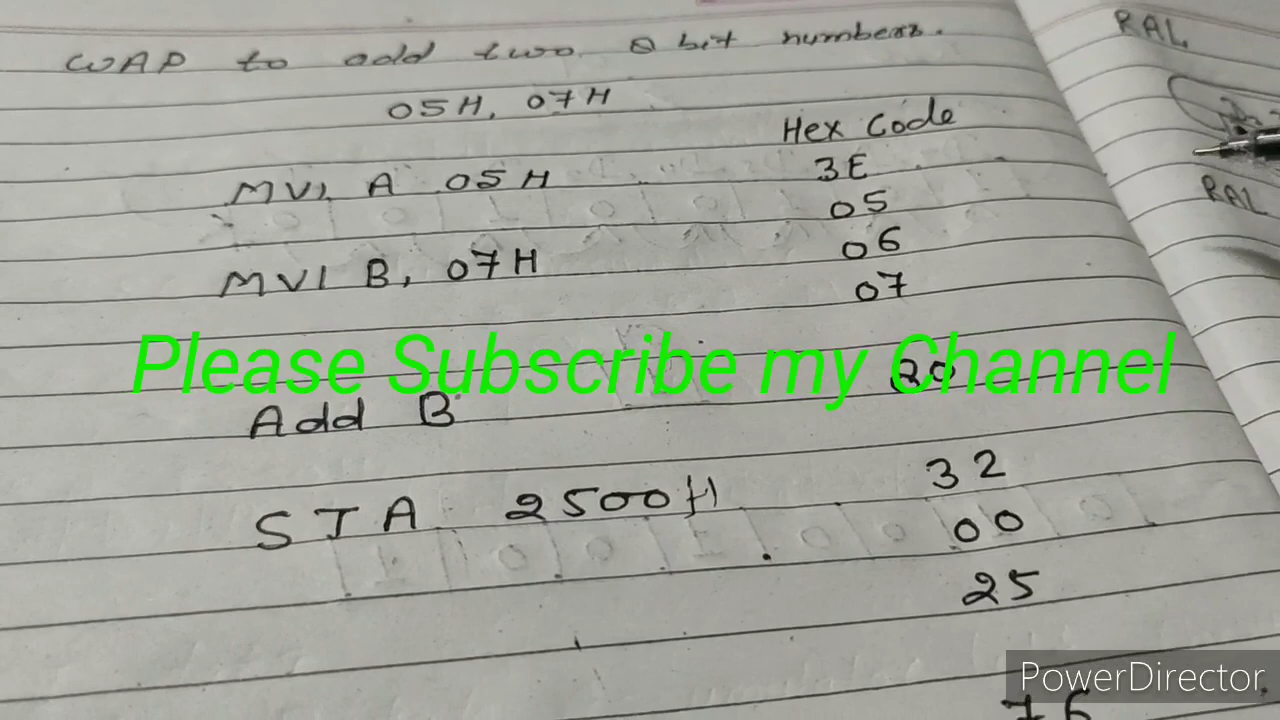 WAP to add two 8 bit numbers.
05H, 07H
Hex Code
MVI A 05H 3E
05
MVI B, 07H 06
07
Please Subscribe my Channel
Add B
STA 2500H 32
00
25
76
RAL
RAL
PowerDirector